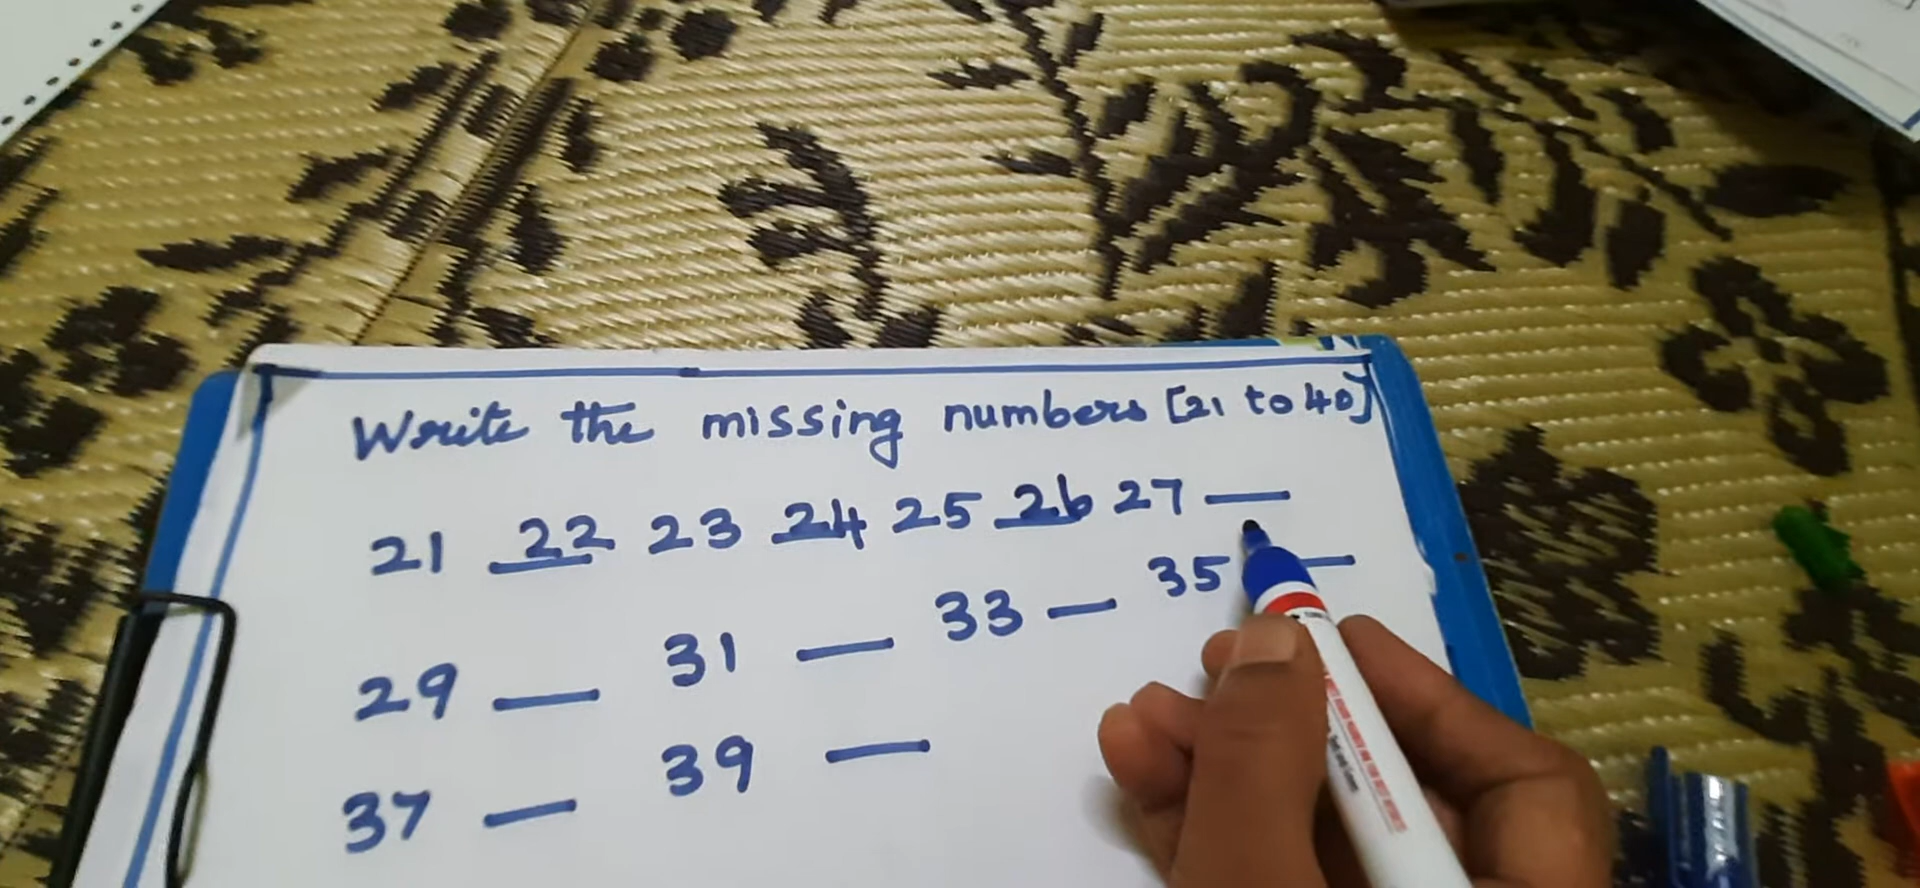 Write the missing numbers [21 to 40]
21 22 23 24 25 26 27 —
29 — 31 — 33 — 35 —
37 — 39 —